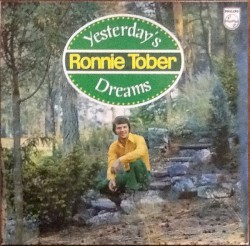 PHILIPS
Yesterday's
Ronnie Tober
Dreams